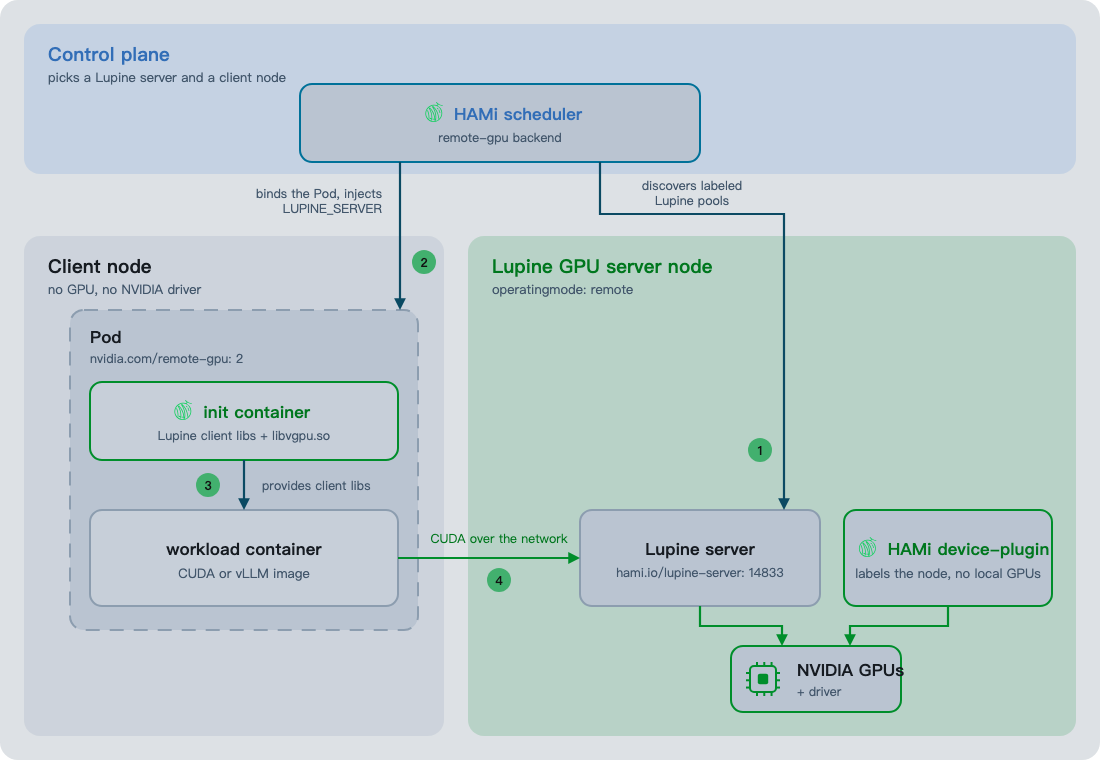 Control plane
picks a Lupine server and a client node
HAMi scheduler
remote-gpu backend
binds the Pod, injects
LUPINE_SERVER
discovers labeled
Lupine pools
Client node
no GPU, no NVIDIA driver
2
Lupine GPU server node
operatingmode: remote
Pod
nvidia.com/remote-gpu: 2
init container
Lupine client libs + libvgpu.so
1
3
provides client libs
workload container
CUDA or vLLM image
CUDA over the network
4
Lupine server
hami.io/lupine-server: 14833
HAMi device-plugin
labels the node, no local GPUs
NVIDIA GPUs
+ driver